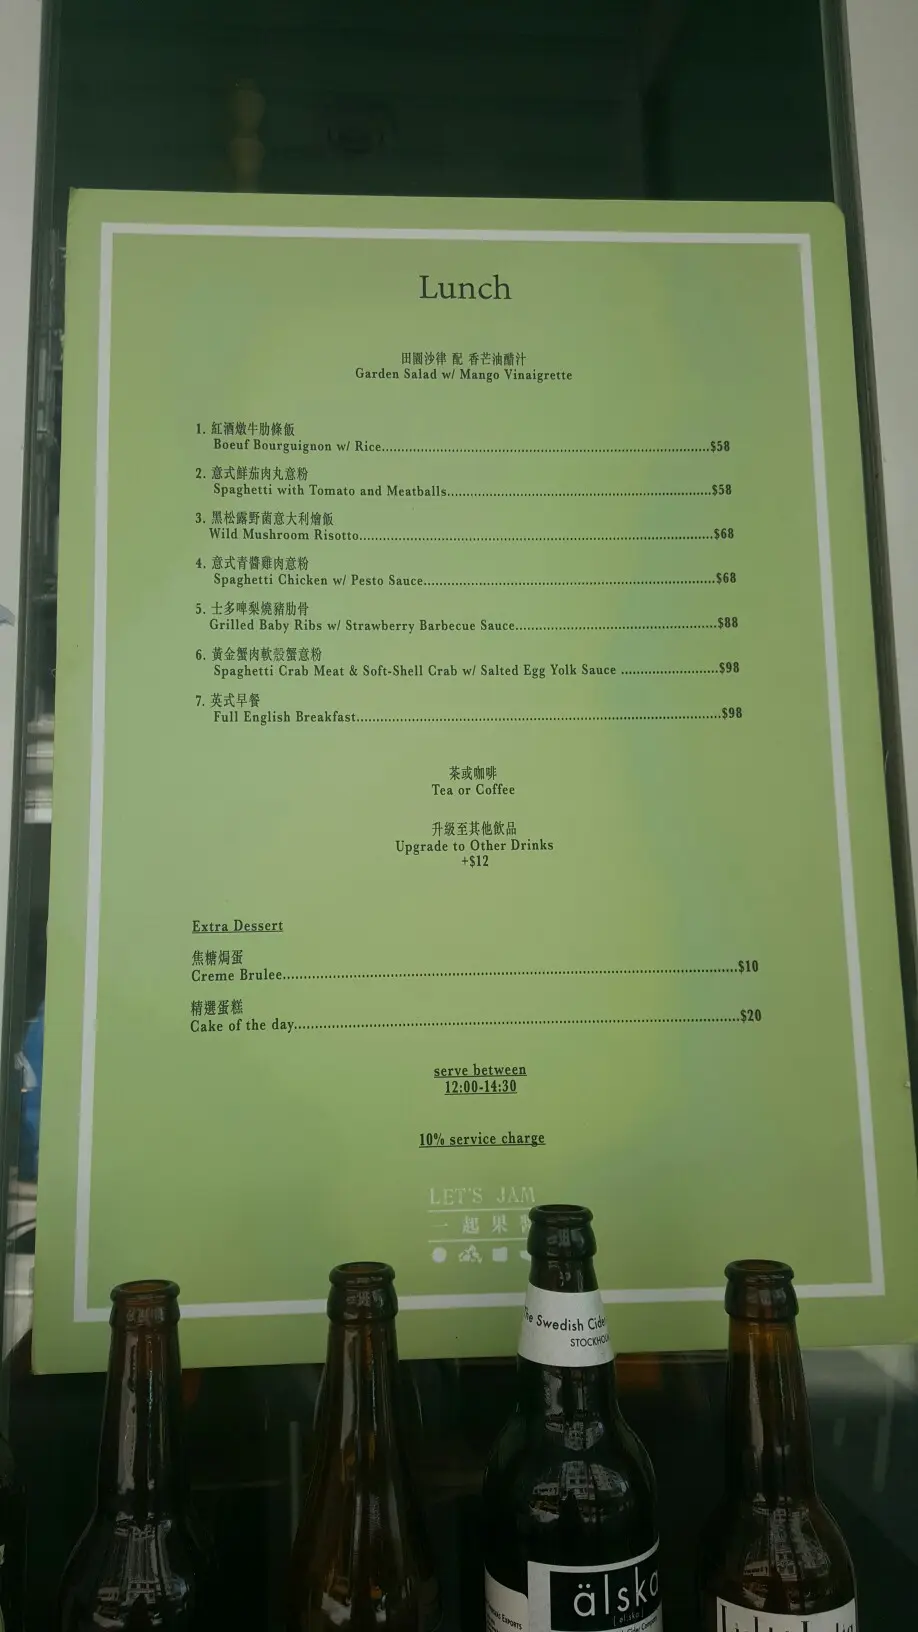 Lunch
田園沙律 配 香芒油醋汁
Garden Salad w/ Mango Vinaigrette
1. 紅酒燉牛肋條飯
Boeuf Bourguignon w/ Rice....................$58
2. 意式鮮茄肉丸意粉
Spaghetti with Tomato and Meatballs....................$58
3. 黑松露野菌意大利燴飯
Wild Mushroom Risotto....................$68
4. 意式青醬雞肉意粉
Spaghetti Chicken w/ Pesto Sauce....................$68
5. 士多啤梨燒豬肋骨
Grilled Baby Ribs w/ Strawberry Barbecue Sauce....................$88
6. 黃金蟹肉軟殼蟹意粉
Spaghetti Crab Meat & Soft-Shell Crab w/ Salted Egg Yolk Sauce ....................$98
7. 英式早餐
Full English Breakfast....................$98
茶或咖啡
Tea or Coffee
升級至其他飲品
Upgrade to Other Drinks
+$12
Extra Dessert
焦糖焗蛋
Creme Brulee....................$10
精選蛋糕
Cake of the day....................$20
serve between
12:00-14:30
10% service charge
LET'S JAM
一起果
The Swedish Cide
STOCKHOL
älska